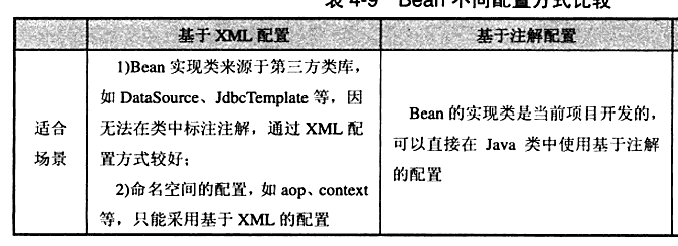 表 4-9 Bean 不同配置方式比较
基于 XML 配置
基于注解配置
适合
场景
1)Bean 实现类来源于第三方类库，
如 DataSource、JdbcTemplate 等，因
无法在类中标注注解，通过 XML 配
置方式较好；
2)命名空间的配置，如 aop、context
等，只能采用基于 XML 的配置
Bean 的实现类是当前项目开发的，
可以直接在 Java 类中使用基于注解
的配置